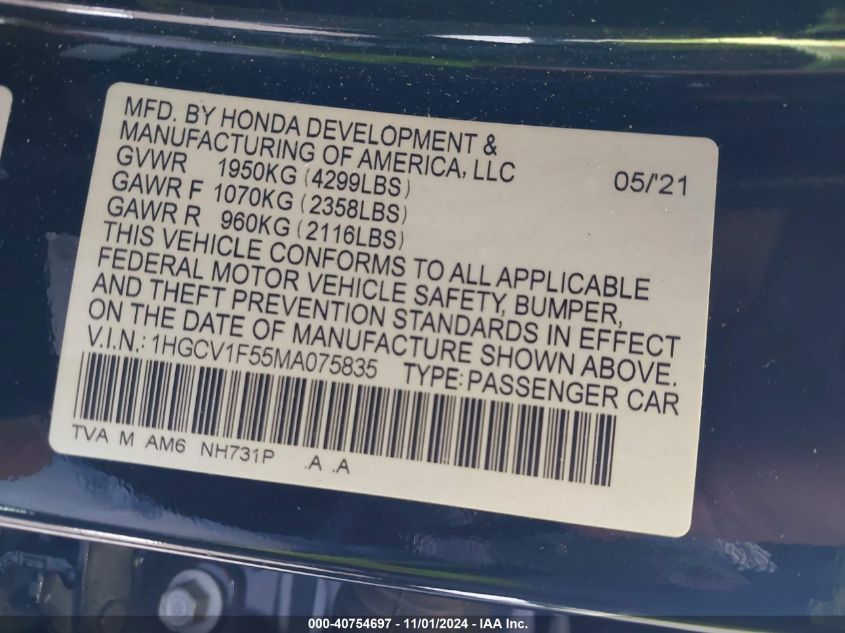 MFD. BY HONDA DEVELOPMENT &
MANUFACTURING OF AMERICA, LLC
GVWR 1950KG (4299LBS) 05/'21
GAWR F 1070KG (2358LBS)
GAWR R 960KG (2116LBS)
THIS VEHICLE CONFORMS TO ALL APPLICABLE
FEDERAL MOTOR VEHICLE SAFETY, BUMPER,
AND THEFT PREVENTION STANDARDS IN EFFECT
ON THE DATE OF MANUFACTURE SHOWN ABOVE.
V.I.N.: 1HGCV1F55MA075835 TYPE: PASSENGER CAR
TVA M AM6 NH731P .A .A
000-40754697 - 11/01/2024 - IAA Inc.